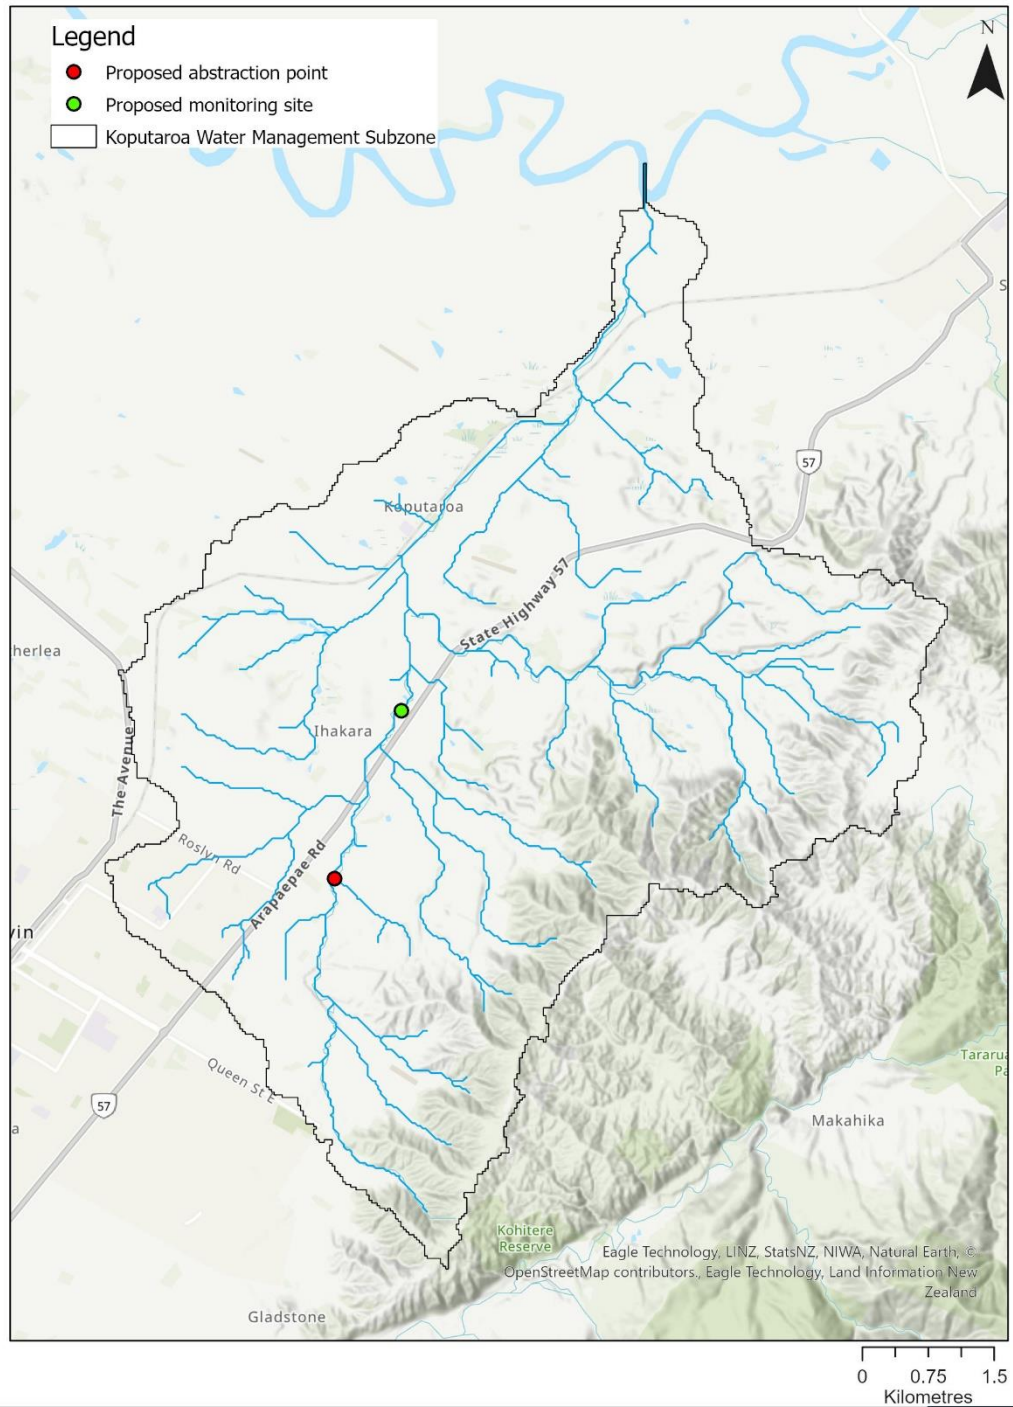 Legend
Proposed abstraction point
Proposed monitoring site
Koputaroa Water Management Subzone
N
S
57
Koputaroa
State Highway 57
herlea
Ihakara
The Avenue
Roslyn Rd
Arapaepae Rd
vin
Queen St E
57
a
Tararua
Pa
Makahika
Kohitere
Reserve
Eagle Technology, LINZ, StatsNZ, NIWA, Natural Earth, ©
OpenStreetMap contributors., Eagle Technology, Land Information New
Zealand
Gladstone
0 0.75 1.5
Kilometres